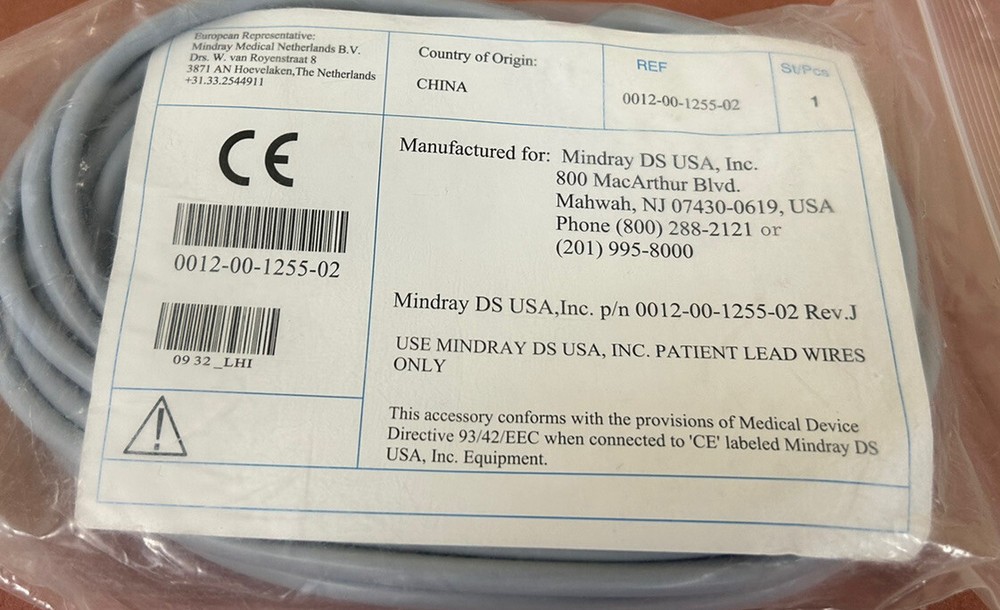 European Representative:
Mindray Medical Netherlands B.V.
Drs. W. van Royenstraat 8
3871 AN Hoevelaken,The Netherlands
+31.33.2544911
Country of Origin:
CHINA
REF
0012-00-1255-02
St/Pcs
1
CE
0012-00-1255-02
09 32 _LHI
Manufactured for: Mindray DS USA, Inc.
800 MacArthur Blvd.
Mahwah, NJ 07430-0619, USA
Phone (800) 288-2121 or
(201) 995-8000
Mindray DS USA,Inc. p/n 0012-00-1255-02 Rev.J
USE MINDRAY DS USA, INC. PATIENT LEAD WIRES
ONLY
This accessory conforms with the provisions of Medical Device
Directive 93/42/EEC when connected to 'CE' labeled Mindray DS
USA, Inc. Equipment.